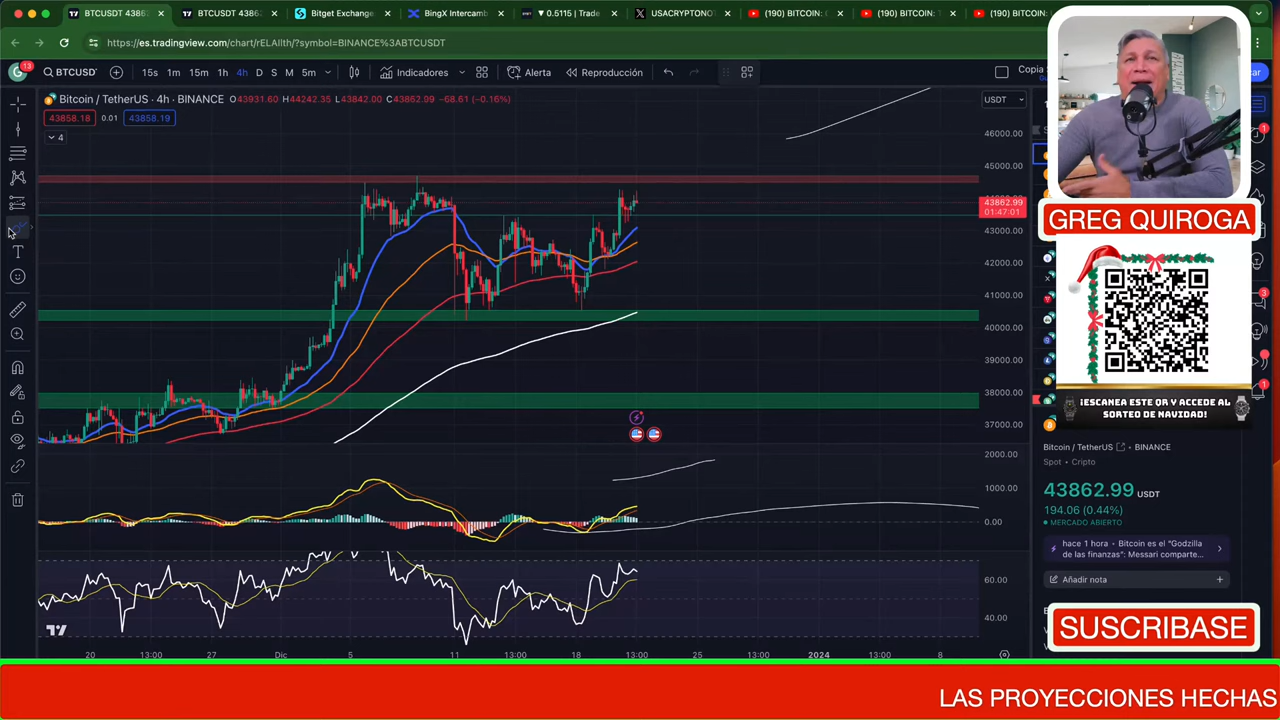 BTCUSDT 4386
BTCUSDT 4386
Bitget Exchange
BingX Intercamb
▼ 0.5115 | Trade
USACRYPTONOT
(190) BITCOIN: E
(190) BITCOIN: T
(190) BITCOIN:
https://es.tradingview.com/chart/rELAIlth/?symbol=BINANCE%3ABTCUSDT
13
BTCUSD
15s 1m 15m 1h 4h D S M 5m
Indicadores
Alerta
Reproducción
Copia
Bitcoin / TetherUS · 4h · BINANCE O43931.60 H44242.35 L43842.00 C43862.99 −68.61 (−0.16%)
USDT
43858.18 0.01 43858.19
4
46000.00
45000.00
43862.99
01:47:01
43000.00
42000.00
41000.00
40000.00
39000.00
38000.00
37000.00
2000.00
1000.00
0.00
60.00
40.00
20 13:00 27 Dic 5 11 13:00 18 13:00 25 13:00 2024 13:00 8
GREG QUIROGA
¡ESCANEA ESTE QR Y ACCEDE AL
SORTEO DE NAVIDAD!
Bitcoin / TetherUS · BINANCE
Spot • Cripto
43862.99 USDT
194.06 (0.44%)
MERCADO ABIERTO
hace 1 hora • Bitcoin es el "Godzilla
de las finanzas": Messari comparte...
Añadir nota
SUSCRIBASE
LAS PROYECCIONES HECHAS